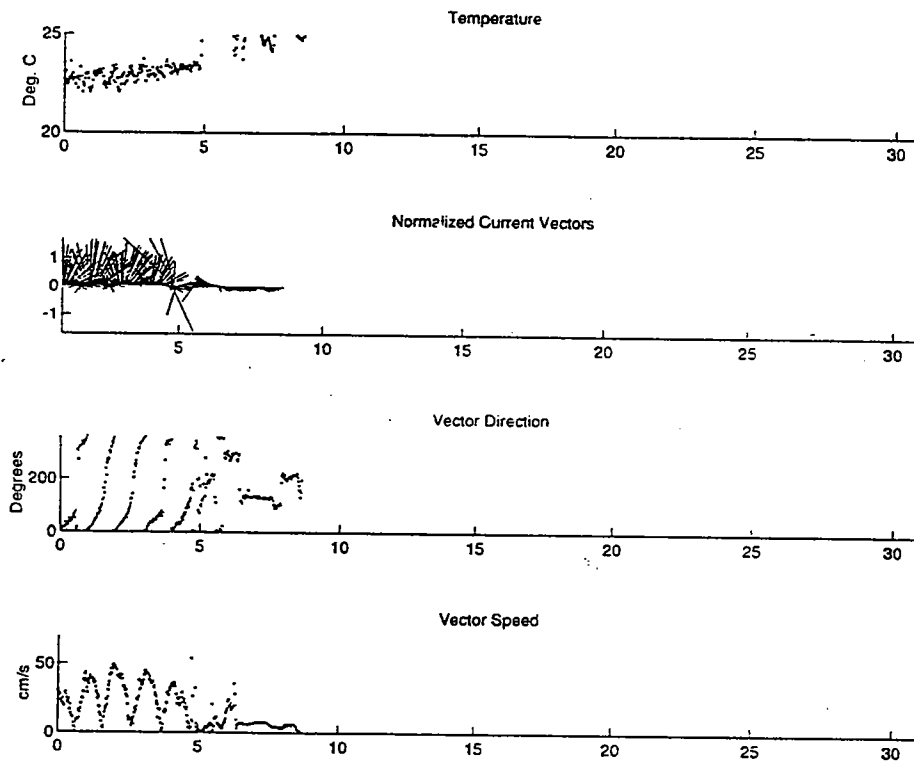 Temperature
25
Deg. C
20
0 5 10 15 20 25 30
Normalized Current Vectors
1
0
-1
5 10 15 20 25 30
Vector Direction
200
Degrees
0
0 5 10 15 20 25 30
Vector Speed
50
cm/s
0
0 5 10 15 20 25 30